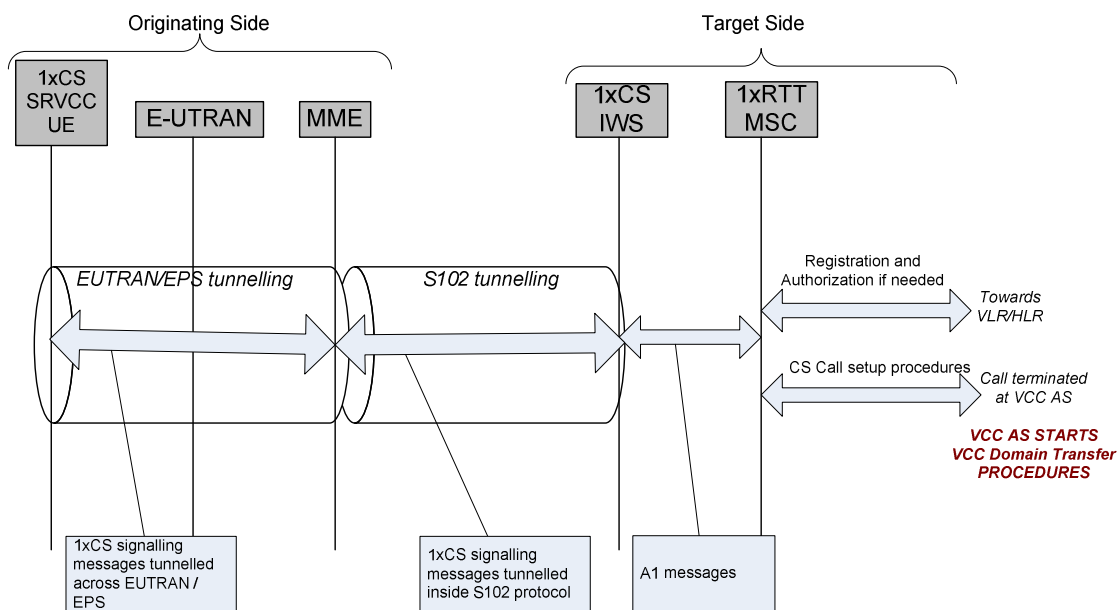 Originating Side
Target Side
1xCS
SRVCC
UE
E-UTRAN
MME
1xCS
IWS
1xRTT
MSC
EUTRAN/EPS tunnelling
S102 tunnelling
Registration and
Authorization if needed
Towards
VLR/HLR
CS Call setup procedures
Call terminated
at VCC AS
VCC AS STARTS
VCC Domain Transfer
PROCEDURES
1xCS signalling
messages tunnelled
across EUTRAN /
EPS
1xCS signalling
messages tunnelled
inside S102 protocol
A1 messages